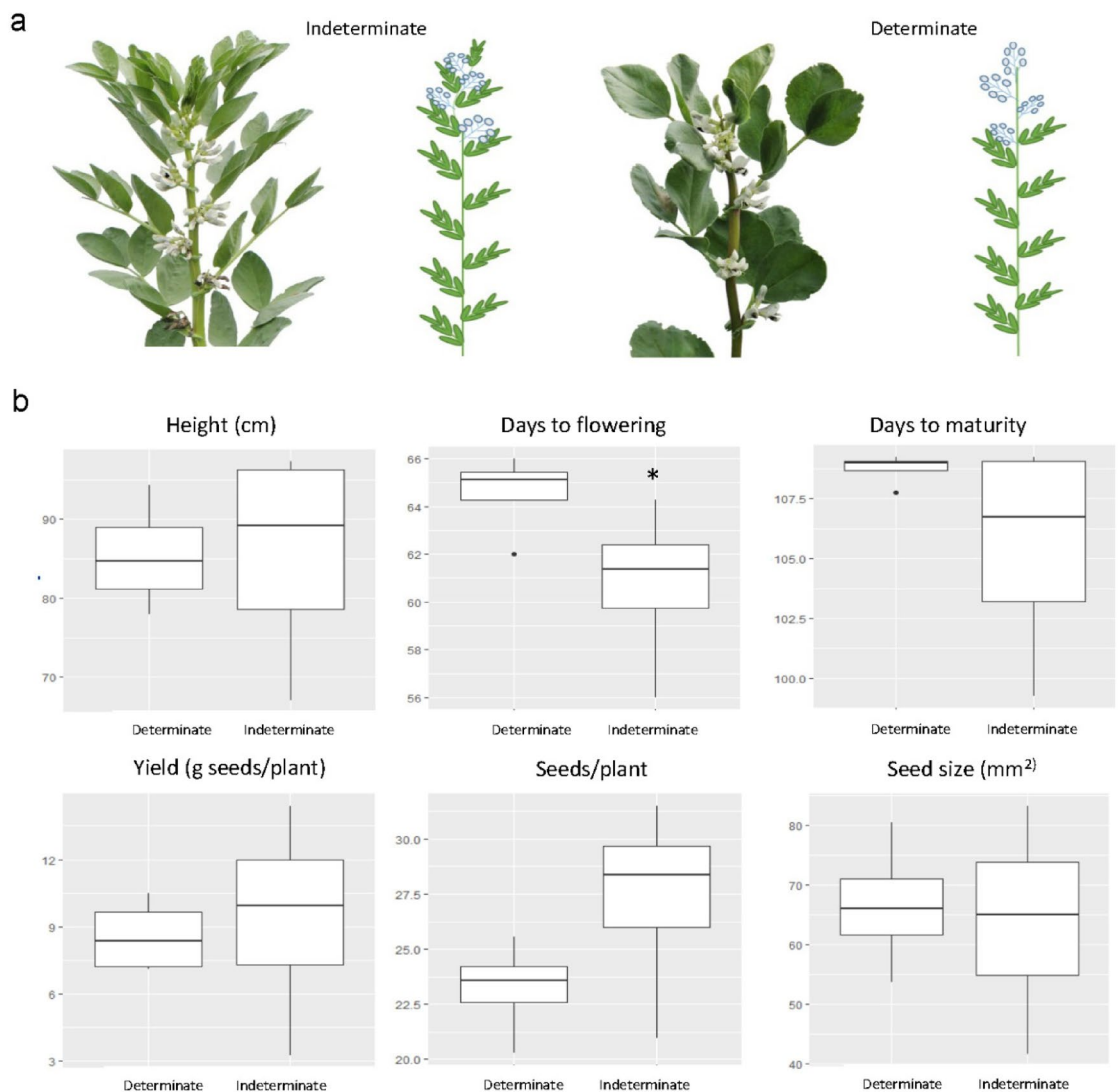 a
Indeterminate
Determinate
b
Height (cm)
90
80
70
Determinate
Indeterminate
Days to flowering
66
64
62
60
58
56
*
Determinate
Indeterminate
Days to maturity
107.5
105.0
102.5
100.0
Determinate
Indeterminate
Yield (g seeds/plant)
12
9
6
3
Determinate
Indeterminate
Seeds/plant
30.0
27.5
25.0
22.5
20.0
Determinate
Indeterminate
Seed size (mm²⁾
80
70
60
50
40
Determinate
Indeterminate